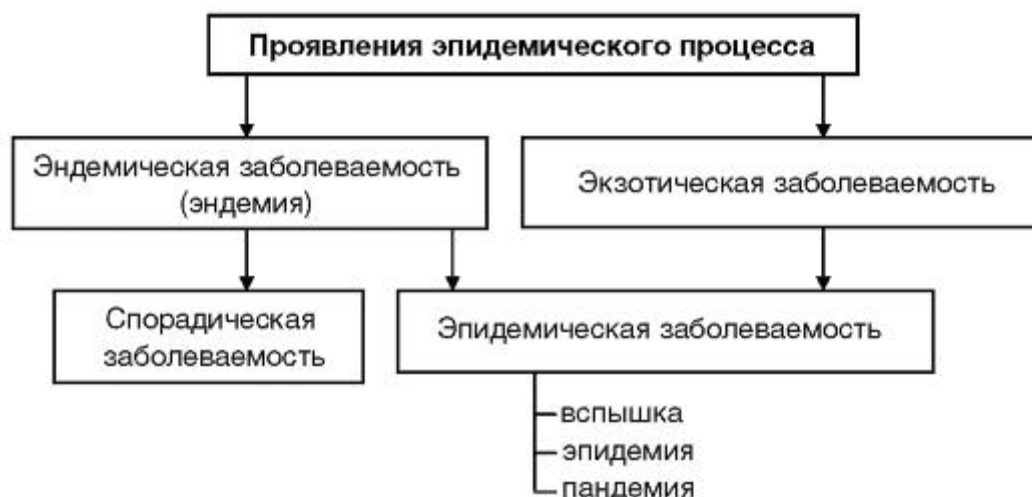 Проявления эпидемического процесса
Эндемическая заболеваемость
(эндемия)
Экзотическая заболеваемость
Спорадическая
заболеваемость
Эпидемическая заболеваемость
вспышка
эпидемия
пандемия